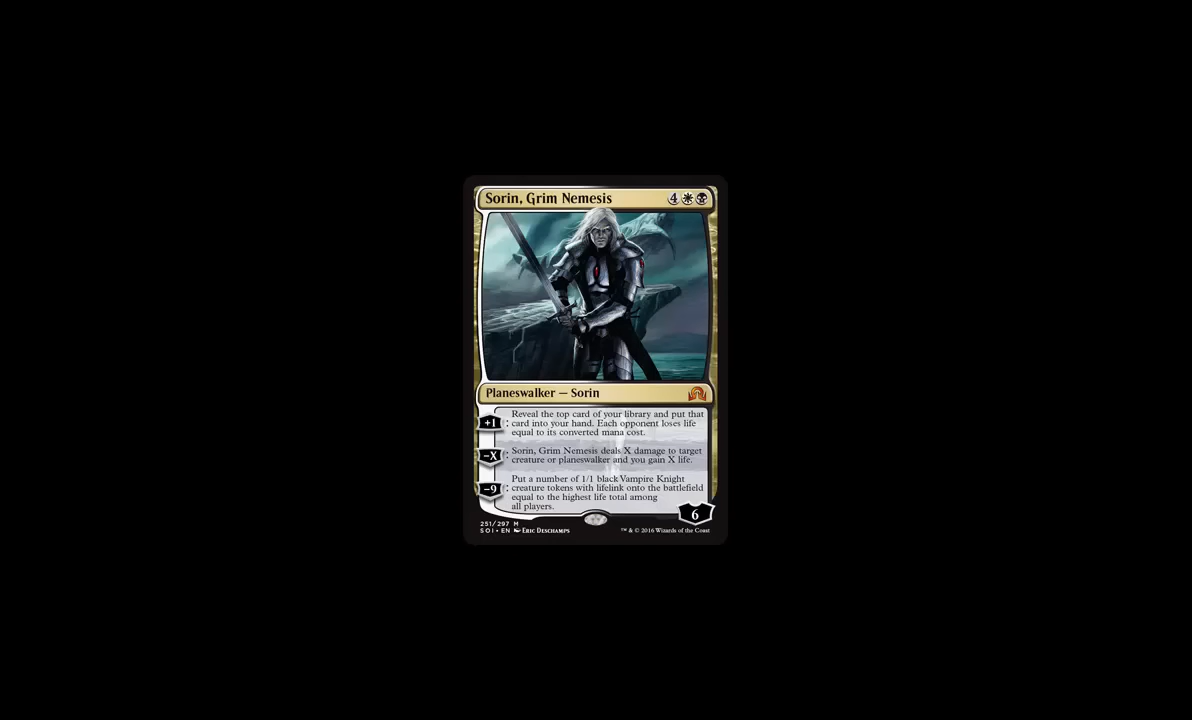 Sorin, Grim Nemesis 4
Planeswalker — Sorin
+1: Reveal the top card of your library and put that
card into your hand. Each opponent loses life
equal to its converted mana cost.
−X: Sorin, Grim Nemesis deals X damage to target
creature or planeswalker and you gain X life.
−9: Put a number of 1/1 black Vampire Knight
creature tokens with lifelink onto the battlefield
equal to the highest life total among
all players.
6
251/297 M
SOI • EN Eric Deschamps
™ & © 2016 Wizards of the Coast